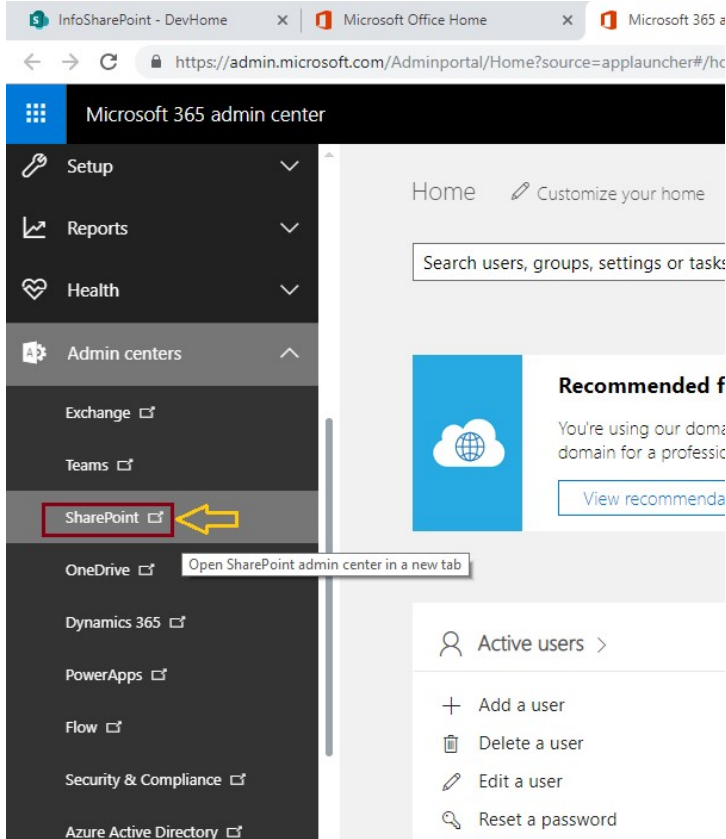 InfoSharePoint - DevHome
Microsoft Office Home
Microsoft 365 a
https://admin.microsoft.com/Adminportal/Home?source=applauncher#/ho
Microsoft 365 admin center
Setup
Reports
Health
Admin centers
Exchange
Teams
SharePoint
Open SharePoint admin center in a new tab
OneDrive
Dynamics 365
PowerApps
Flow
Security & Compliance
Azure Active Directory
Home
Customize your home
Search users, groups, settings or tasks
Recommended f
You're using our doma
domain for a professio
View recommenda
Active users >
Add a user
Delete a user
Edit a user
Reset a password